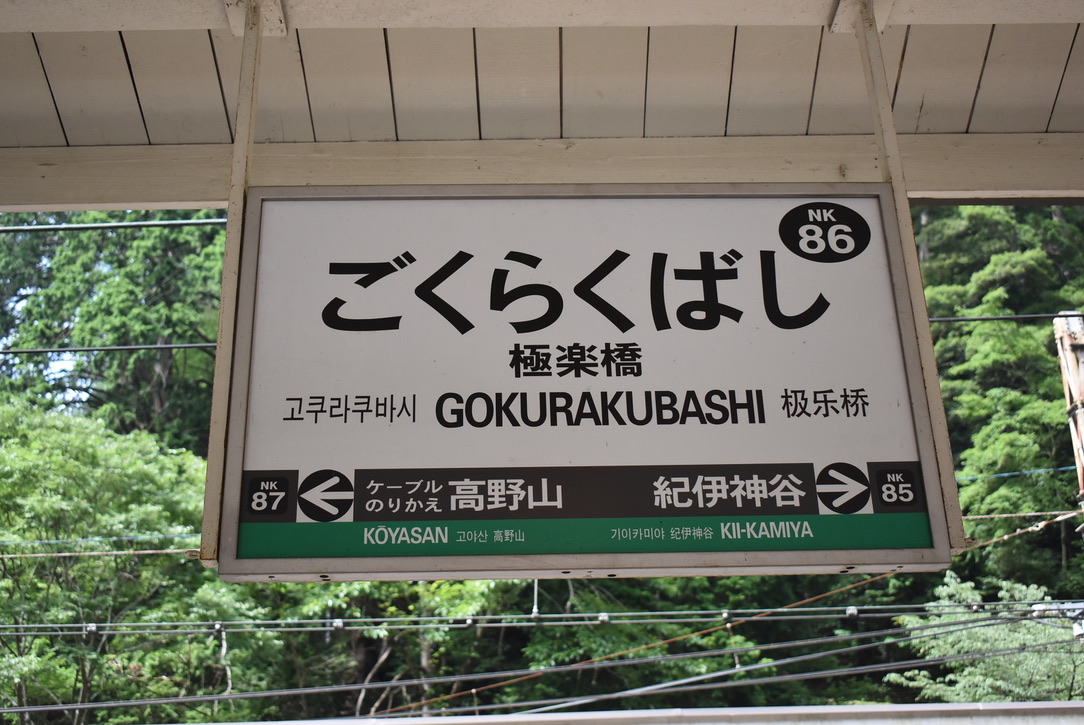 NK
86
ごくらくばし
極楽橋
고쿠라쿠바시 GOKURAKUBASHI 极乐桥
NK
87
ケーブル
のりかえ
高野山
紀伊神谷
NK
85
KŌYASAN 고야산 高野山
기이카미야 纪伊神谷 KII-KAMIYA